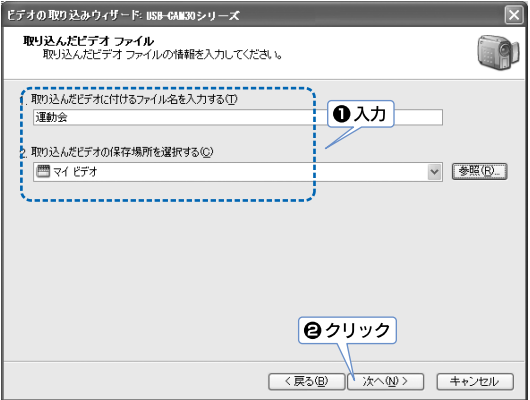 ビデオの取り込みウィザード: USB-CAM30シリーズ
取り込んだビデオ ファイル
取り込んだビデオ ファイルの情報を入力してください。
1. 取り込んだビデオに付けるファイル名を入力する(T)
運動会
❶入力
2. 取り込んだビデオの保存場所を選択する(C)
マイ ビデオ
参照(R)...
❷クリック
< 戻る(B)
次へ(N) >
キャンセル